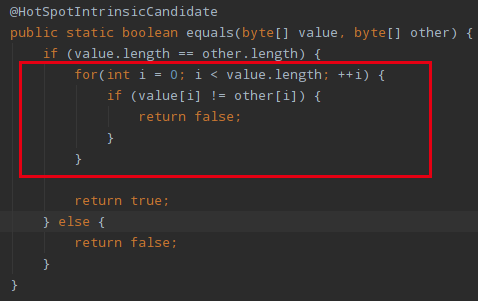 @HotSpotIntrinsicCandidate
public static boolean equals(byte[] value, byte[] other) {
    if (value.length == other.length) {
        for(int i = 0; i < value.length; ++i) {
            if (value[i] != other[i]) {
                return false;
            }
        }

        return true;
    } else {
        return false;
    }
}